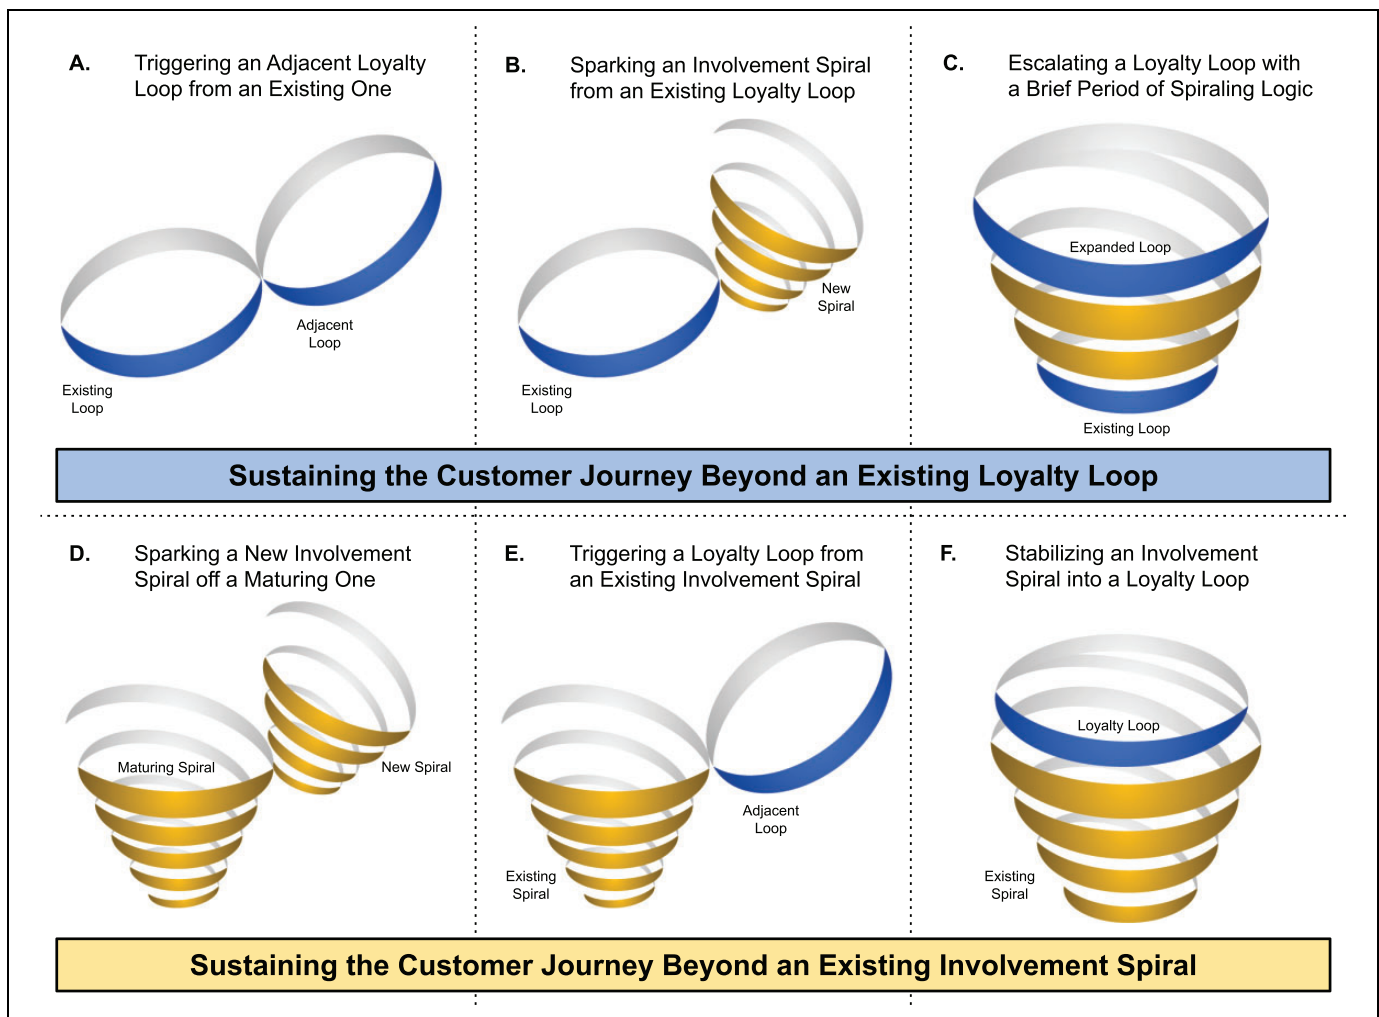 A. Triggering an Adjacent Loyalty
Loop from an Existing One
Existing
Loop
Adjacent
Loop
B. Sparking an Involvement Spiral
from an Existing Loyalty Loop
Existing
Loop
New
Spiral
C. Escalating a Loyalty Loop with
a Brief Period of Spiraling Logic
Expanded Loop
Existing Loop
Sustaining the Customer Journey Beyond an Existing Loyalty Loop
D. Sparking a New Involvement
Spiral off a Maturing One
Maturing Spiral
New Spiral
E. Triggering a Loyalty Loop from
an Existing Involvement Spiral
Existing
Spiral
Adjacent
Loop
F. Stabilizing an Involvement
Spiral into a Loyalty Loop
Loyalty Loop
Existing
Spiral
Sustaining the Customer Journey Beyond an Existing Involvement Spiral